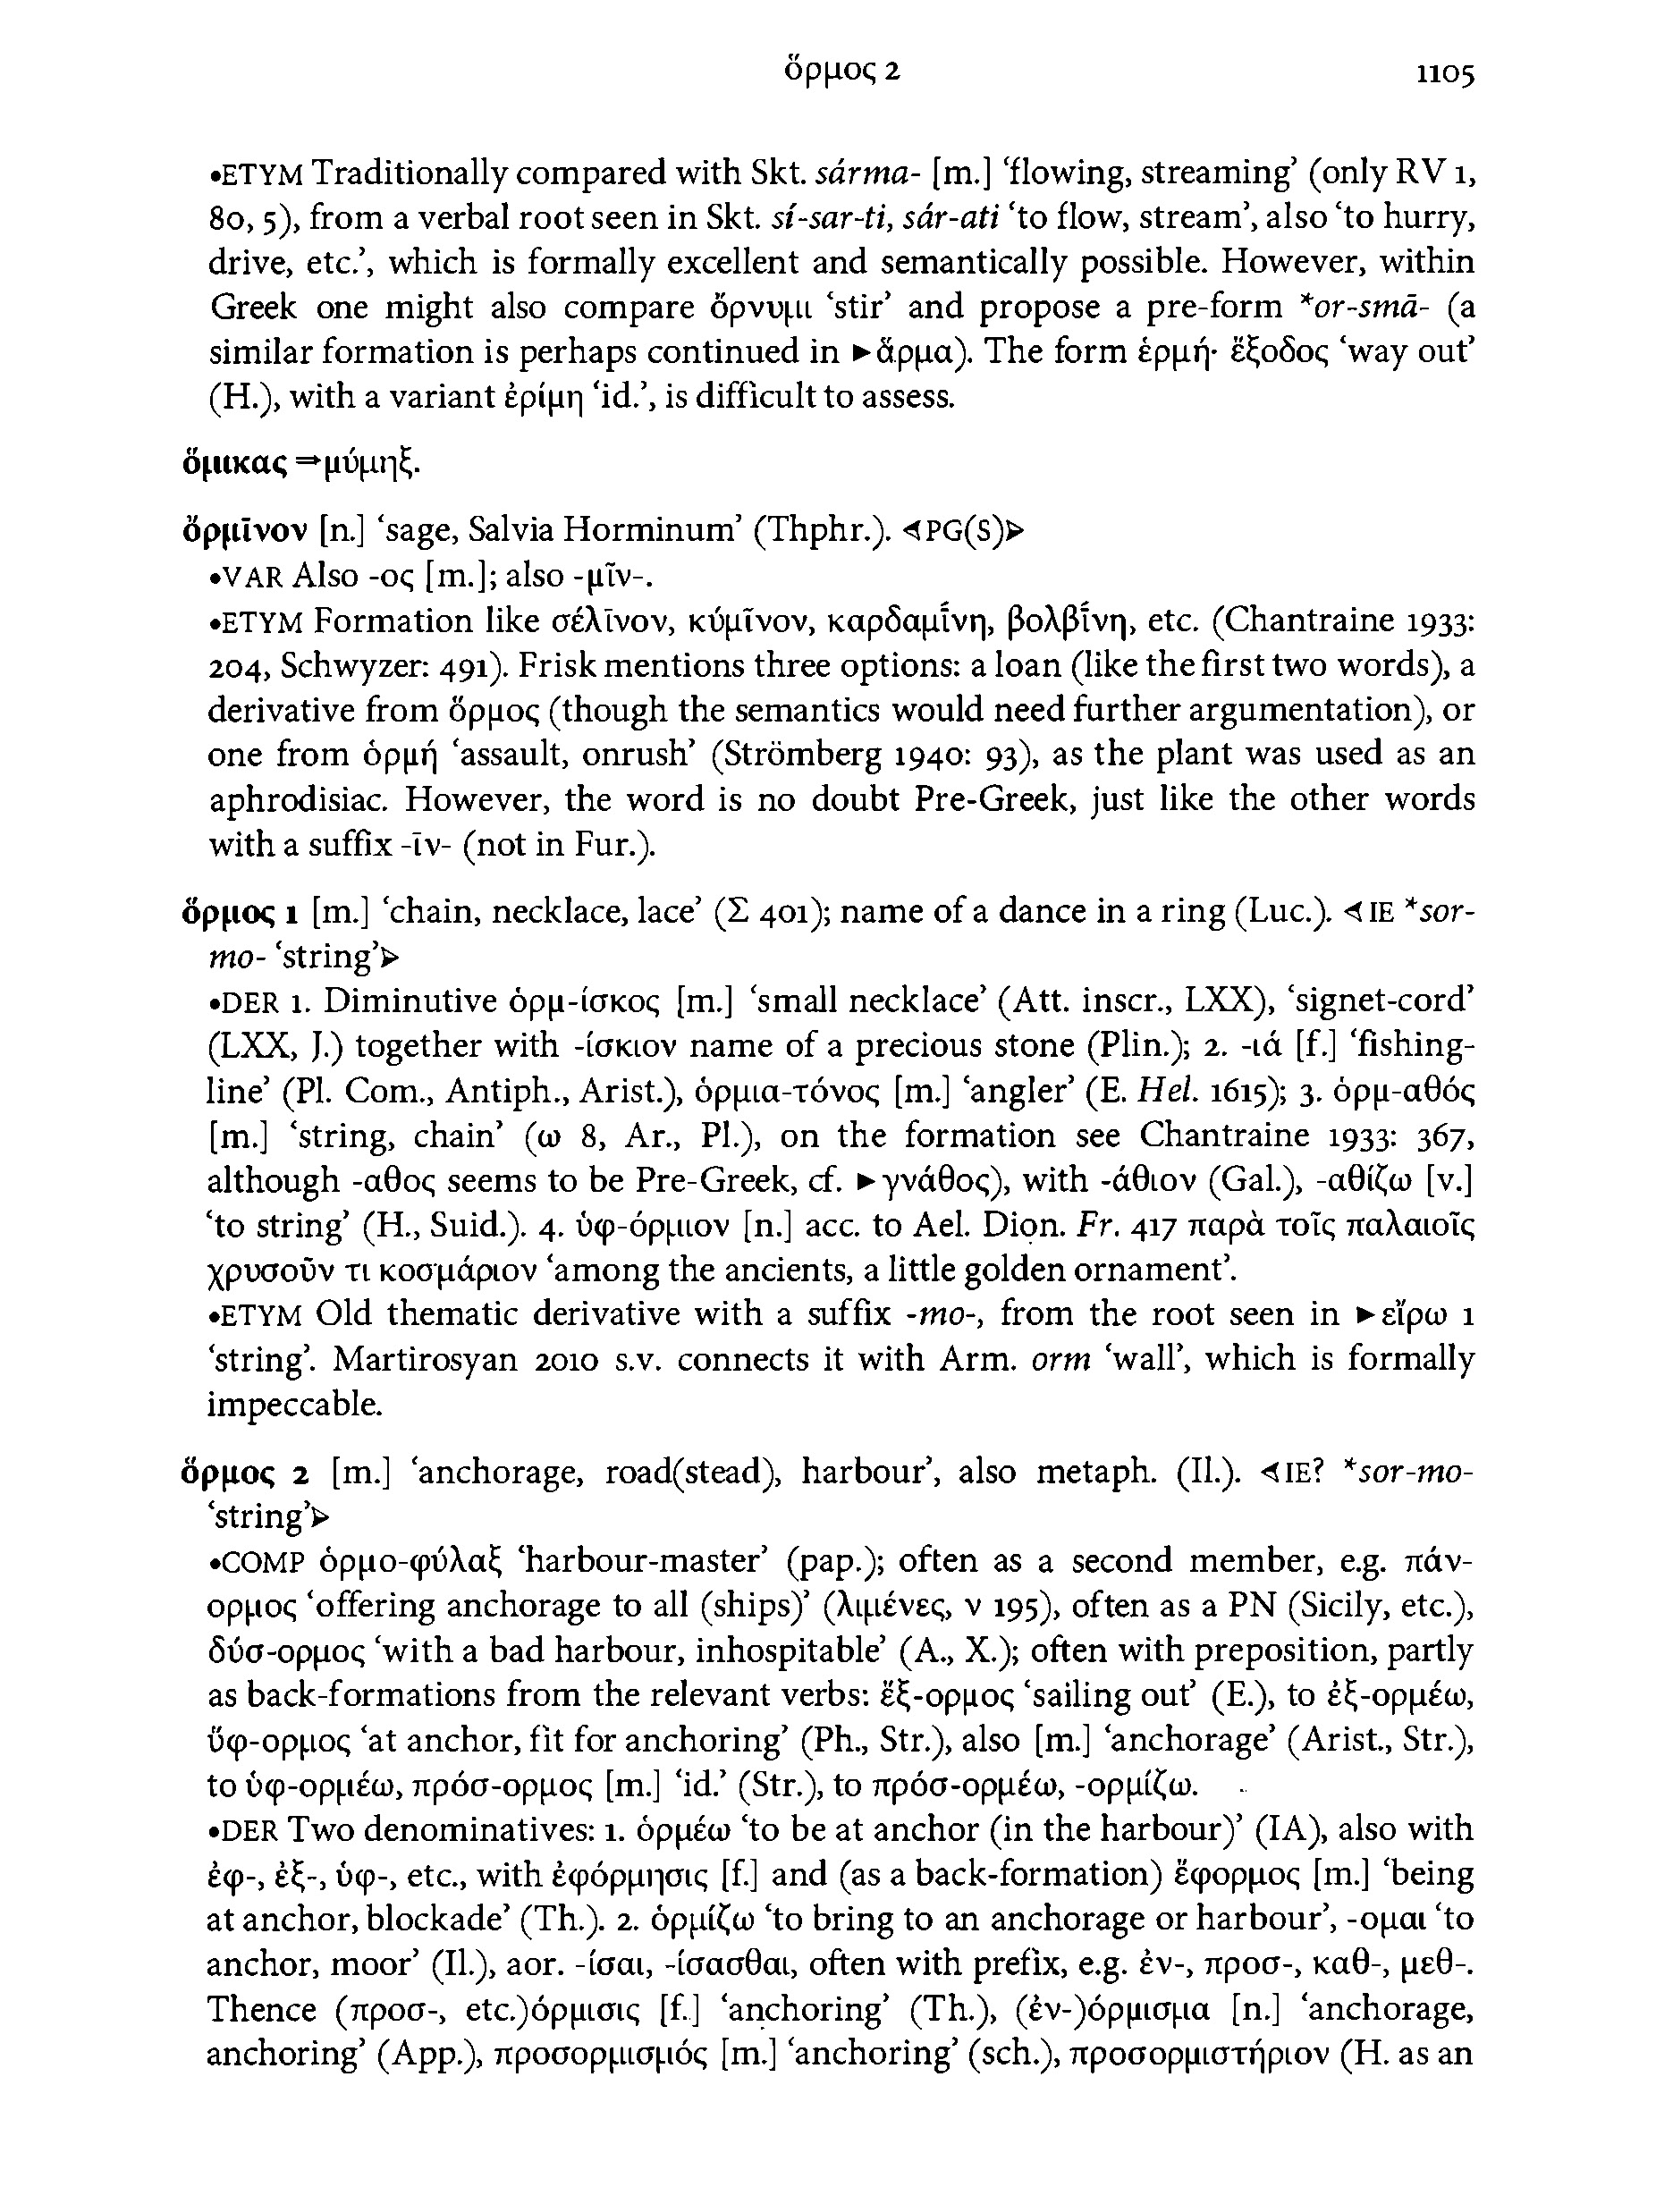 ὅρμος 2 1105
•ETYM Traditionally compared with Skt. sárma- [m.] ‘flowing, streaming’ (only RV 1,
80, 5), from a verbal root seen in Skt. sí-sar-ti, sár-ati ‘to flow, stream’, also ‘to hurry,
drive, etc.’, which is formally excellent and semantically possible. However, within
Greek one might also compare ὄρνυμι ‘stir’ and propose a pre-form *or-smā- (a
similar formation is perhaps continued in ►ἅρμα). The form ἑρμή· ἔξοδος ‘way out’
(H.), with a variant ἐρίμη ‘id.’, is difficult to assess.
ὅμικας ⇒μύμηξ.
ὅρμῑνον [n.] ‘sage, Salvia Horminum’ (Thphr.). ◁PG(S)▷
•VAR Also -ος [m.]; also -μῖν-.
•ETYM Formation like σέλῑνον, κύμῑνον, καρδαμί̄νη, βολβί̄νη, etc. (Chantraine 1933:
204, Schwyzer: 491). Frisk mentions three options: a loan (like the first two words), a
derivative from ὅρμος (though the semantics would need further argumentation), or
one from ὁρμή ‘assault, onrush’ (Strömberg 1940: 93), as the plant was used as an
aphrodisiac. However, the word is no doubt Pre-Greek, just like the other words
with a suffix -ῑν- (not in Fur.).
ὅρμος 1 [m.] ‘chain, necklace, lace’ (Σ 401); name of a dance in a ring (Luc.). ◁IE *sor-
mo- ‘string’▷
•DER 1. Diminutive ὁρμ-ίσκος [m.] ‘small necklace’ (Att. inscr., LXX), ‘signet-cord’
(LXX, J.) together with -ίσκιον name of a precious stone (Plin.); 2. -ιά [f.] ‘fishing-
line’ (Pl. Com., Antiph., Arist.), ὁρμια-τόνος [m.] ‘angler’ (E. Hel. 1615); 3. ὁρμ-αθός
[m.] ‘string, chain’ (ω 8, Ar., Pl.), on the formation see Chantraine 1933: 367,
although -αθος seems to be Pre-Greek, cf. ►γνάθος), with -άθιον (Gal.), -αθίζω [v.]
‘to string’ (H., Suid.). 4. ὑφ-όρμιον [n.] acc. to Ael. Dion. Fr. 417 παρὰ τοῖς παλαιοῖς
χρυσοῦν τι κοσμάριον ‘among the ancients, a little golden ornament’.
•ETYM Old thematic derivative with a suffix -mo-, from the root seen in ►εἴρω 1
‘string’. Martirosyan 2010 s.v. connects it with Arm. orm ‘wall’, which is formally
impeccable.
ὅρμος 2 [m.] ‘anchorage, road(stead), harbour’, also metaph. (Il.). ◁IE? *sor-mo-
‘string’▷
•COMP ὁρμο-φύλαξ ‘harbour-master’ (pap.); often as a second member, e.g. πάν-
ορμος ‘offering anchorage to all (ships)’ (λιμένες, ν 195), often as a PN (Sicily, etc.),
δύσ-ορμος ‘with a bad harbour, inhospitable’ (A., X.); often with preposition, partly
as back-formations from the relevant verbs: ἔξ-ορμος ‘sailing out’ (E.), to ἐξ-ορμέω,
ὕφ-ορμος ‘at anchor, fit for anchoring’ (Ph., Str.), also [m.] ‘anchorage’ (Arist., Str.),
to ὑφ-ορμέω, πρόσ-ορμος [m.] ‘id.’ (Str.), to πρόσ-ορμέω, -ορμίζω.
•DER Two denominatives: 1. ὁρμέω ‘to be at anchor (in the harbour)’ (IA), also with
ἐφ-, ἐξ-, ὑφ-, etc., with ἐφόρμησις [f.] and (as a back-formation) ἔφορμος [m.] ‘being
at anchor, blockade’ (Th.). 2. ὁρμίζω ‘to bring to an anchorage or harbour’, -ομαι ‘to
anchor, moor’ (Il.), aor. -ίσαι, -ίσασθαι, often with prefix, e.g. ἐν-, προσ-, καθ-, μεθ-.
Thence (προσ-, etc.)όρμισις [f.] ‘anchoring’ (Th.), (ἐν-)όρμισμα [n.] ‘anchorage,
anchoring’ (App.), προσορμισμός [m.] ‘anchoring’ (sch.), προσορμιστήριον (H. as an